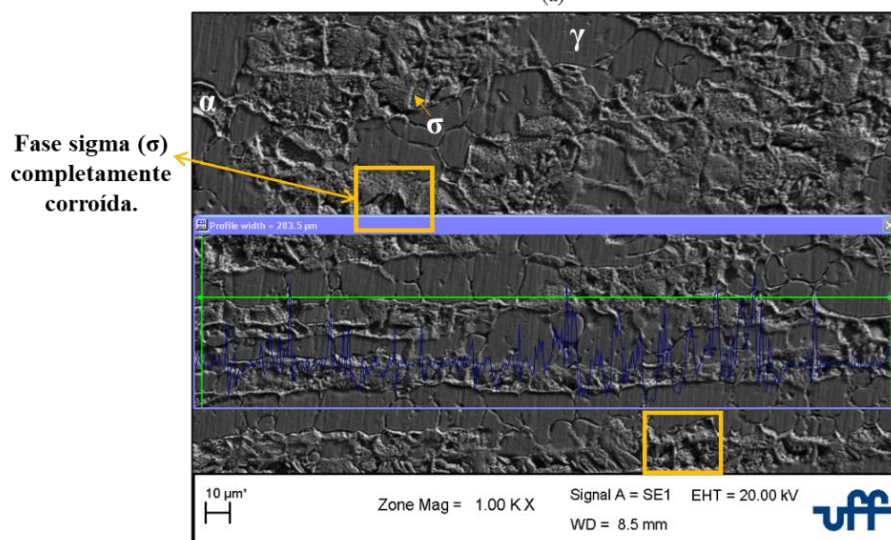 (a)
γ
α
σ
Fase sigma (σ)
completamente
corroída.
Profile width = 283.5 µm
10 µm*
Zone Mag = 1.00 K X
Signal A = SE1 EHT = 20.00 kV
WD = 8.5 mm
uff